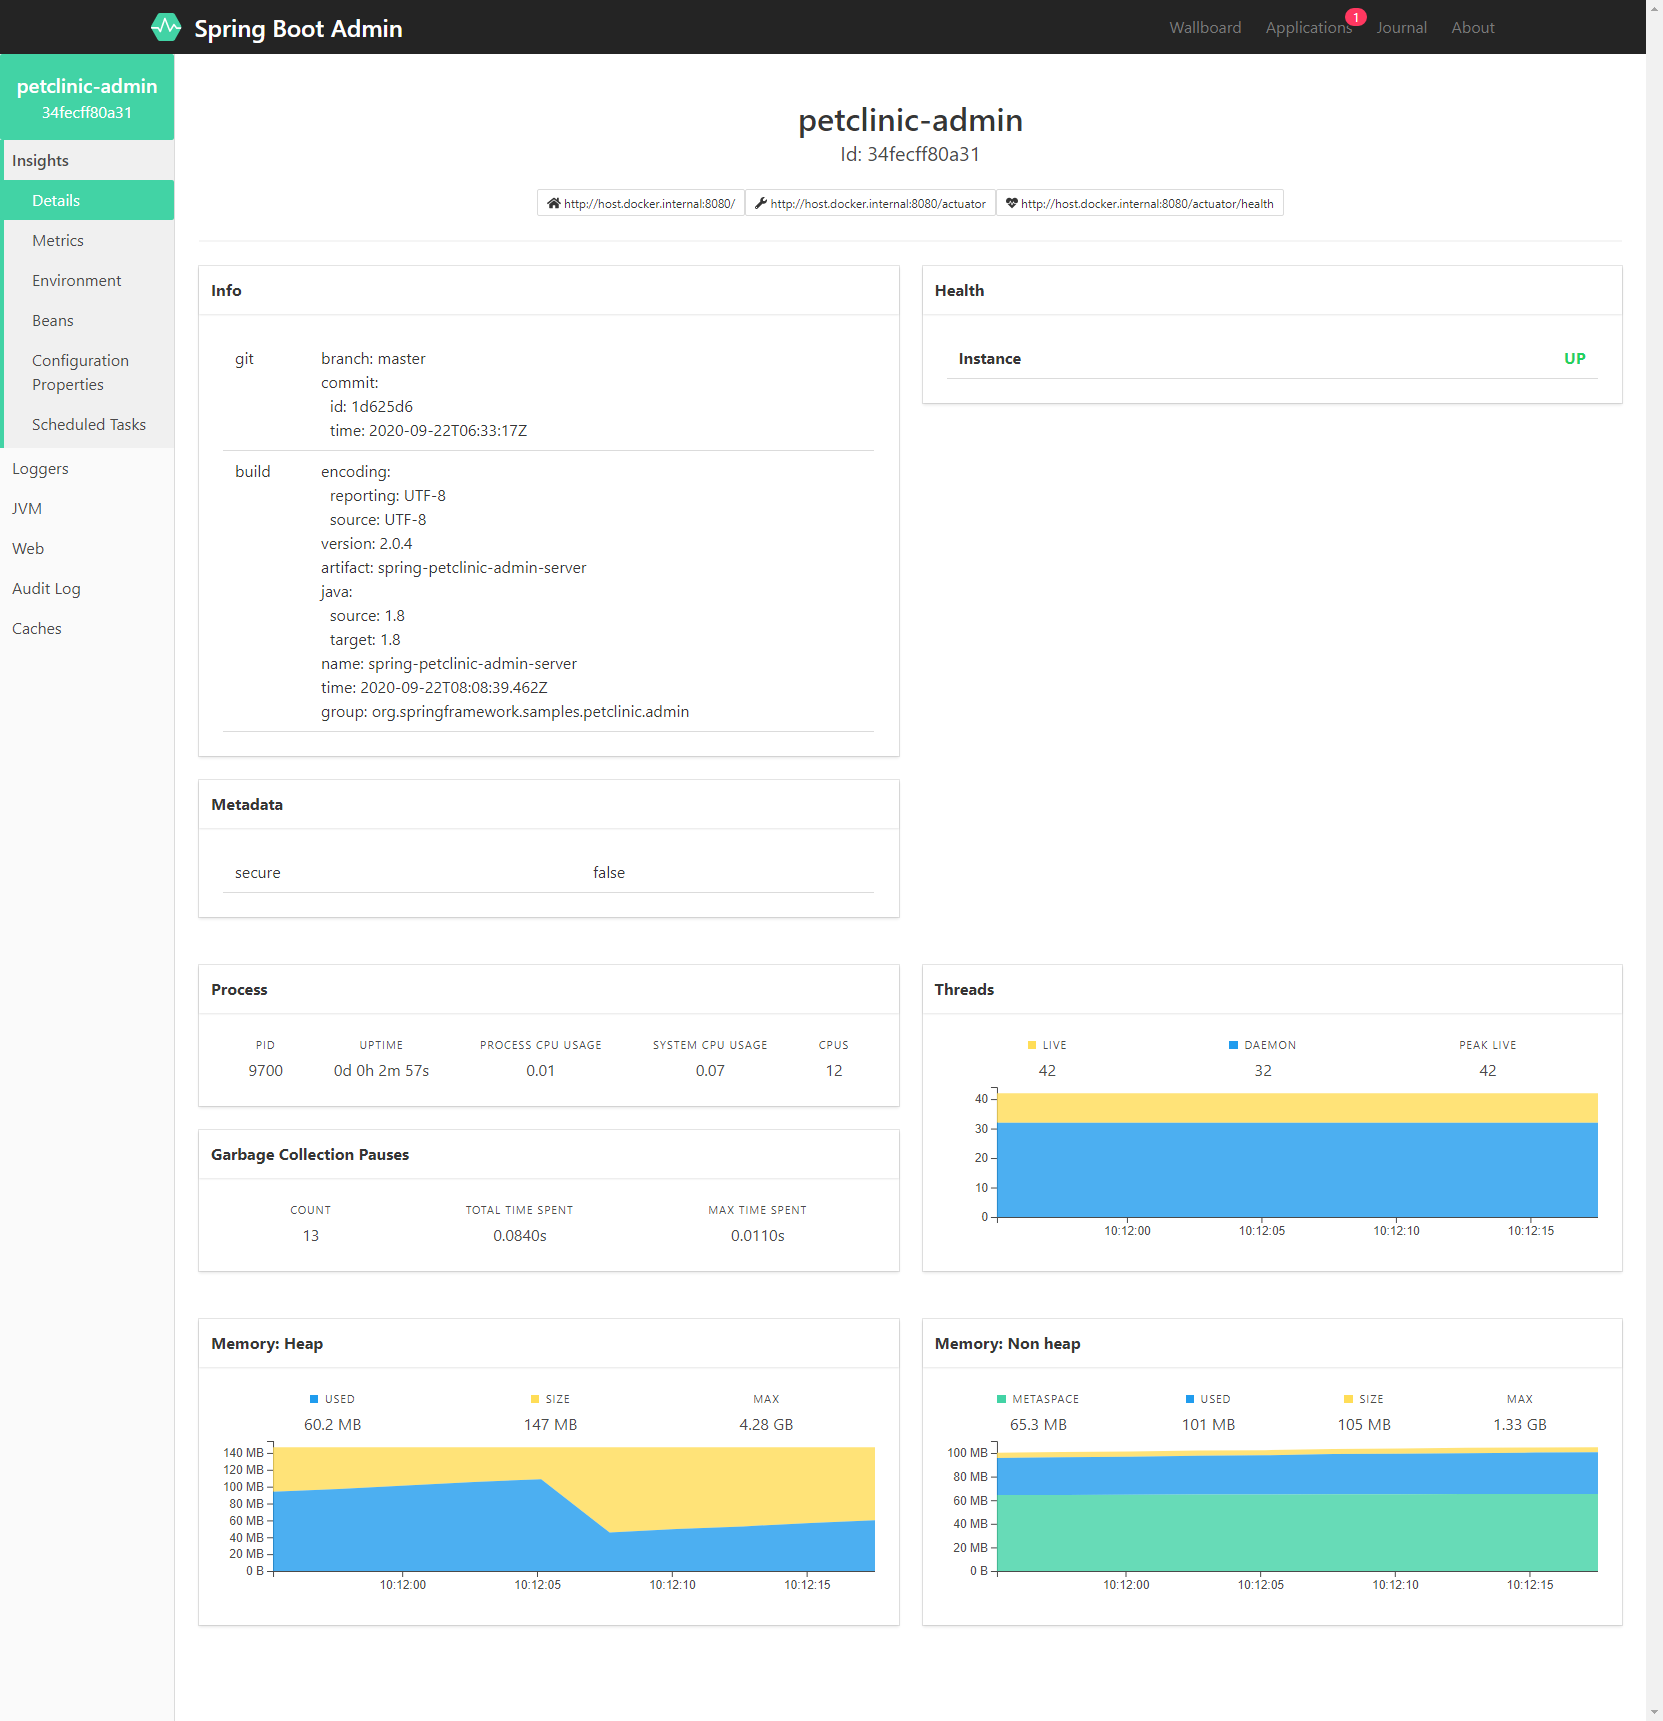 Spring Boot Admin
Wallboard
Applications
1
Journal
About
petclinic-admin
34fecff80a31
Insights
Details
Metrics
Environment
Beans
Configuration
Properties
Scheduled Tasks
Loggers
JVM
Web
Audit Log
Caches
petclinic-admin
Id: 34fecff80a31
http://host.docker.internal:8080/
http://host.docker.internal:8080/actuator
http://host.docker.internal:8080/actuator/health
Info
git
branch: master
commit:
id: 1d625d6
time: 2020-09-22T06:33:17Z
build
encoding:
reporting: UTF-8
source: UTF-8
version: 2.0.4
artifact: spring-petclinic-admin-server
java:
source: 1.8
target: 1.8
name: spring-petclinic-admin-server
time: 2020-09-22T08:08:39.462Z
group: org.springframework.samples.petclinic.admin
Health
Instance UP
Metadata
secure false
Process
PID UPTIME PROCESS CPU USAGE SYSTEM CPU USAGE CPUS
9700 0d 0h 2m 57s 0.01 0.07 12
Garbage Collection Pauses
COUNT TOTAL TIME SPENT MAX TIME SPENT
13 0.0840s 0.0110s
Threads
LIVE DAEMON PEAK LIVE
42 32 42
40
30
20
10
0
10:12:00 10:12:05 10:12:10 10:12:15
Memory: Heap
USED SIZE MAX
60.2 MB 147 MB 4.28 GB
140 MB
120 MB
100 MB
80 MB
60 MB
40 MB
20 MB
0 B
10:12:00 10:12:05 10:12:10 10:12:15
Memory: Non heap
METASPACE USED SIZE MAX
65.3 MB 101 MB 105 MB 1.33 GB
100 MB
80 MB
60 MB
40 MB
20 MB
0 B
10:12:00 10:12:05 10:12:10 10:12:15